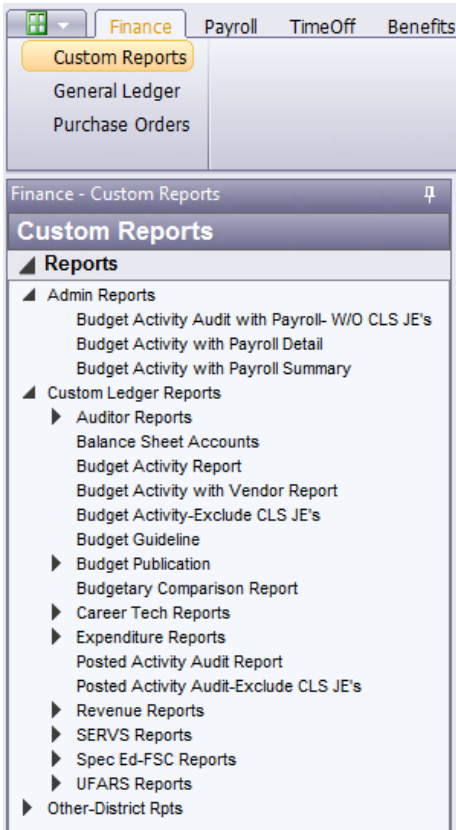 Finance Payroll TimeOff Benefits
Custom Reports
General Ledger
Purchase Orders
Finance - Custom Reports
Custom Reports
Reports
Admin Reports
Budget Activity Audit with Payroll- W/O CLS JE's
Budget Activity with Payroll Detail
Budget Activity with Payroll Summary
Custom Ledger Reports
Auditor Reports
Balance Sheet Accounts
Budget Activity Report
Budget Activity with Vendor Report
Budget Activity-Exclude CLS JE's
Budget Guideline
Budget Publication
Budgetary Comparison Report
Career Tech Reports
Expenditure Reports
Posted Activity Audit Report
Posted Activity Audit-Exclude CLS JE's
Revenue Reports
SERVS Reports
Spec Ed-FSC Reports
UFARS Reports
Other-District Rpts